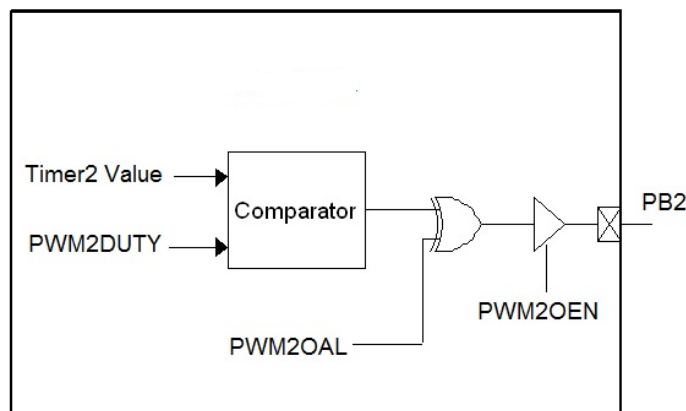 Timer2 Value
PWM2DUTY
Comparator
PWM2OAL
PWM2OEN
PB2